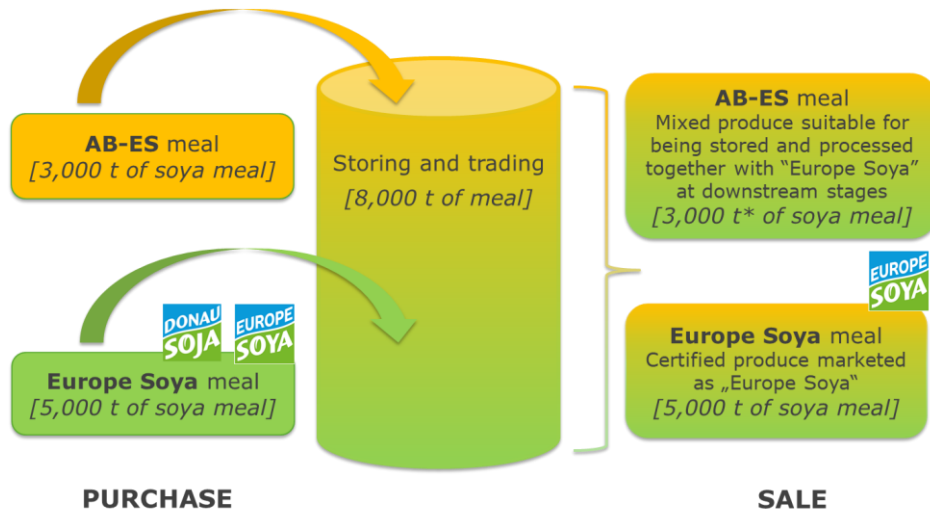 AB-ES meal
[3,000 t of soya meal]
DONAU
SOJA
EUROPE
SOYA
Europe Soya meal
[5,000 t of soya meal]
PURCHASE
Storing and trading
[8,000 t of meal]
AB-ES meal
Mixed produce suitable for
being stored and processed
together with “Europe Soya”
at downstream stages
[3,000 t* of soya meal]
EUROPE
SOYA
Europe Soya meal
Certified produce marketed
as „Europe Soya“
[5,000 t of soya meal]
SALE